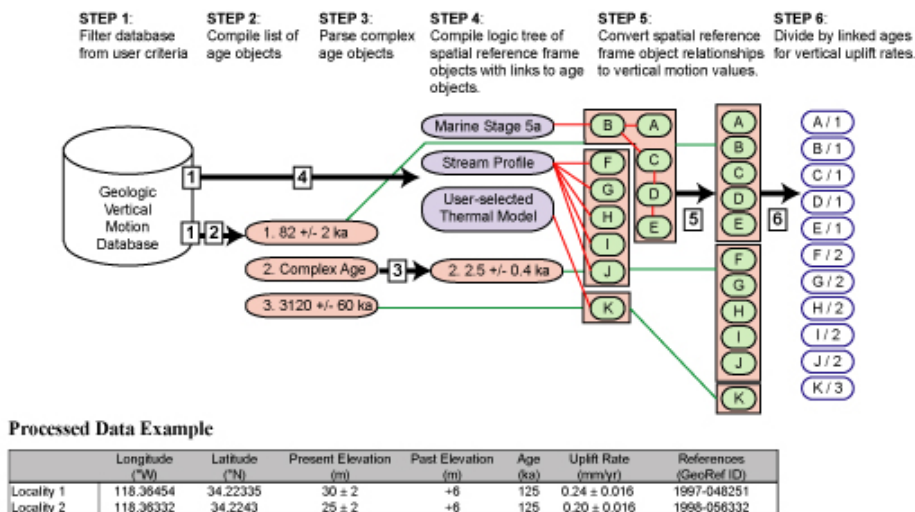 STEP 1:
Filter database
from user criteria
STEP 2:
Compile list of
age objects
STEP 3:
Parse complex
age objects
STEP 4:
Compile logic tree of
spatial reference frame
objects with links to age
objects.
STEP 5:
Convert spatial reference
frame object relationships
to vertical motion values.
STEP 6:
Divide by linked ages
for vertical uplift rates.
Geologic
Vertical
Motion
Database
1
1
2
4
1. 82 +/- 2 ka
2. Complex Age
3. 3120 +/- 60 ka
3
2. 2.5 +/- 0.4 ka
Marine Stage 5a
Stream Profile
User-selected
Thermal Model
B
A
C
D
E
F
G
H
I
J
K
5
A
B
C
D
E
F
G
H
I
J
K
6
A / 1
B / 1
C / 1
D / 1
E / 1
F / 2
G / 2
H / 2
I / 2
J / 2
K / 3
Processed Data Example
Longitude Latitude Present Elevation Past Elevation Age Uplift Rate References
(°W) (°N) (m) (m) (ka) (mm/yr) (GeoRef ID)
Locality 1 118.36454 34.22335 30 ± 2 +6 125 0.24 ± 0.016 1997-048251
Locality 2 118.36332 34.2243 25 ± 2 +6 125 0.20 ± 0.016 1998-056332